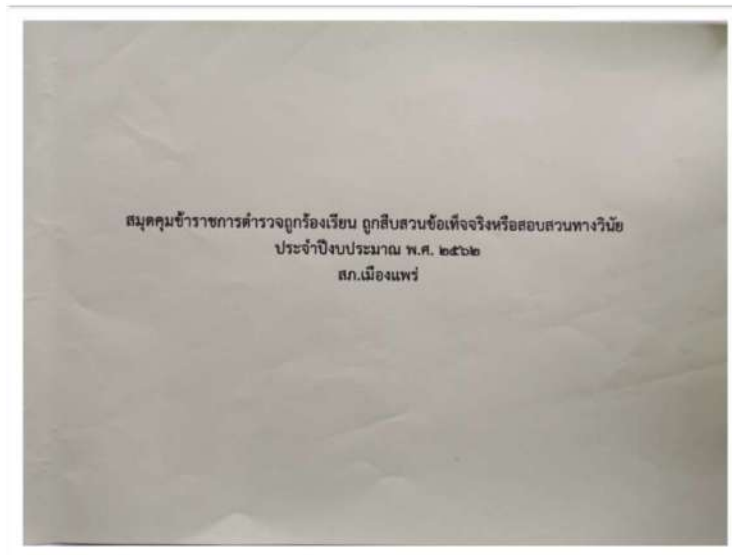 สมุดคุมข้าราชการตำรวจถูกร้องเรียน ถูกสืบสวนข้อเท็จจริงหรือสอบสวนทางวินัย
ประจำปีงบประมาณ พ.ศ. ๒๕๖๒
สภ.เมืองแพร่